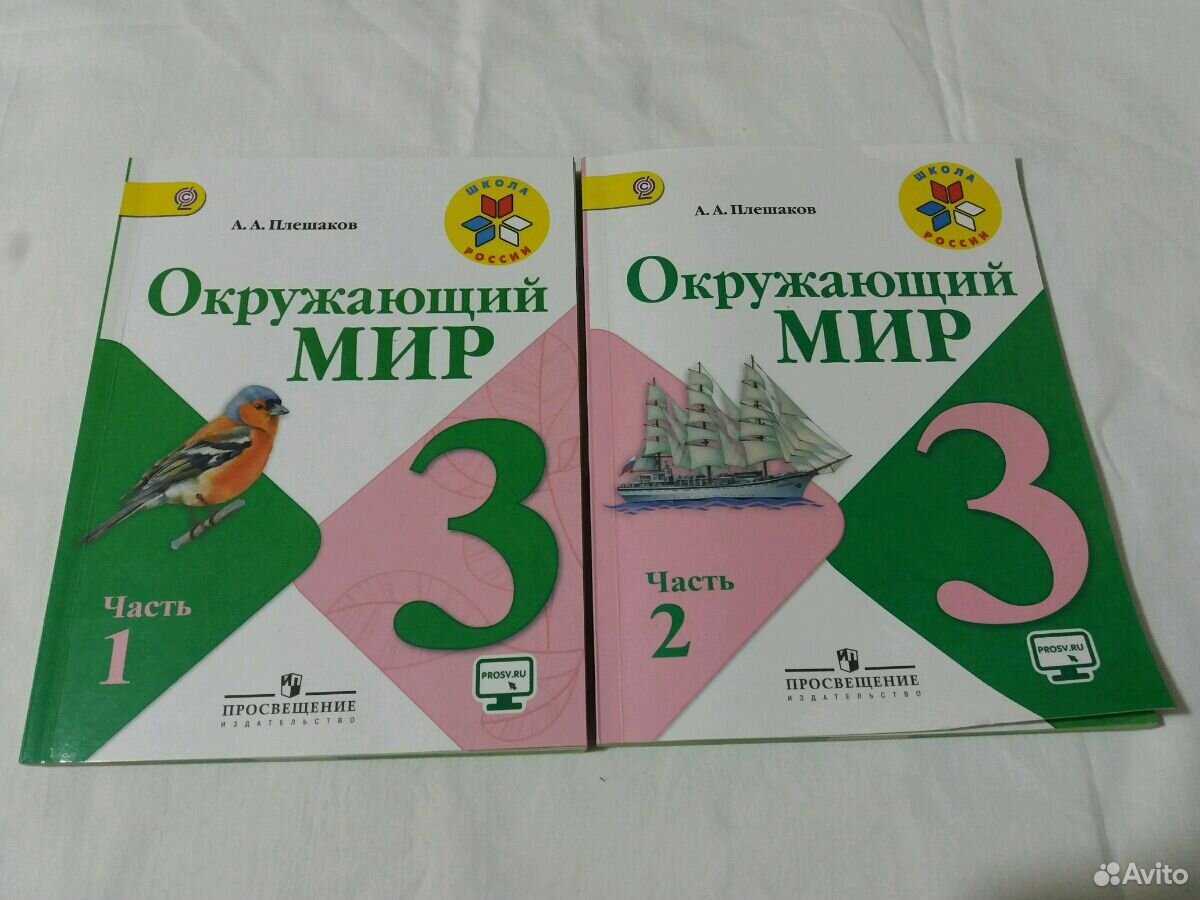 А. А. Плешаков
ШКОЛА
РОССИИ
Окружающий
МИР
3
Часть
1
PROSV.RU
ПРОСВЕЩЕНИЕ
ИЗДАТЕЛЬСТВО
А. А. Плешаков
ШКОЛА
РОССИИ
Окружающий
МИР
3
Часть
2
PROSV.RU
ПРОСВЕЩЕНИЕ
ИЗДАТЕЛЬСТВО
Avito